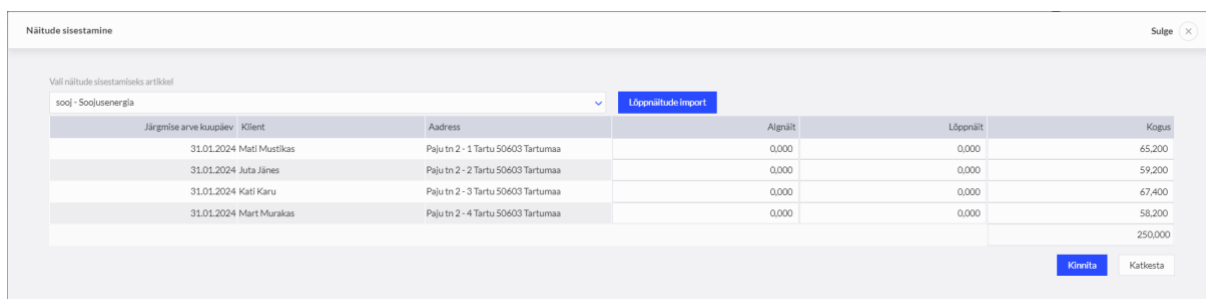 Näitude sisestamine Sulge
Vali näitude sisestamiseks artikkel
sooj - Soojusenergia Lõppnäitude import
Järgmise arve kuupäev Klient Aadress Algnäit Lõppnäit Kogus
31.01.2024 Mati Mustikas Paju tn 2 - 1 Tartu 50603 Tartumaa 0,000 0,000 65,200
31.01.2024 Juta Jänes Paju tn 2 - 2 Tartu 50603 Tartumaa 0,000 0,000 59,200
31.01.2024 Kati Karu Paju tn 2 - 3 Tartu 50603 Tartumaa 0,000 0,000 67,400
31.01.2024 Mart Murakas Paju tn 2 - 4 Tartu 50603 Tartumaa 0,000 0,000 58,200
250,000
Kinnita Katkesta